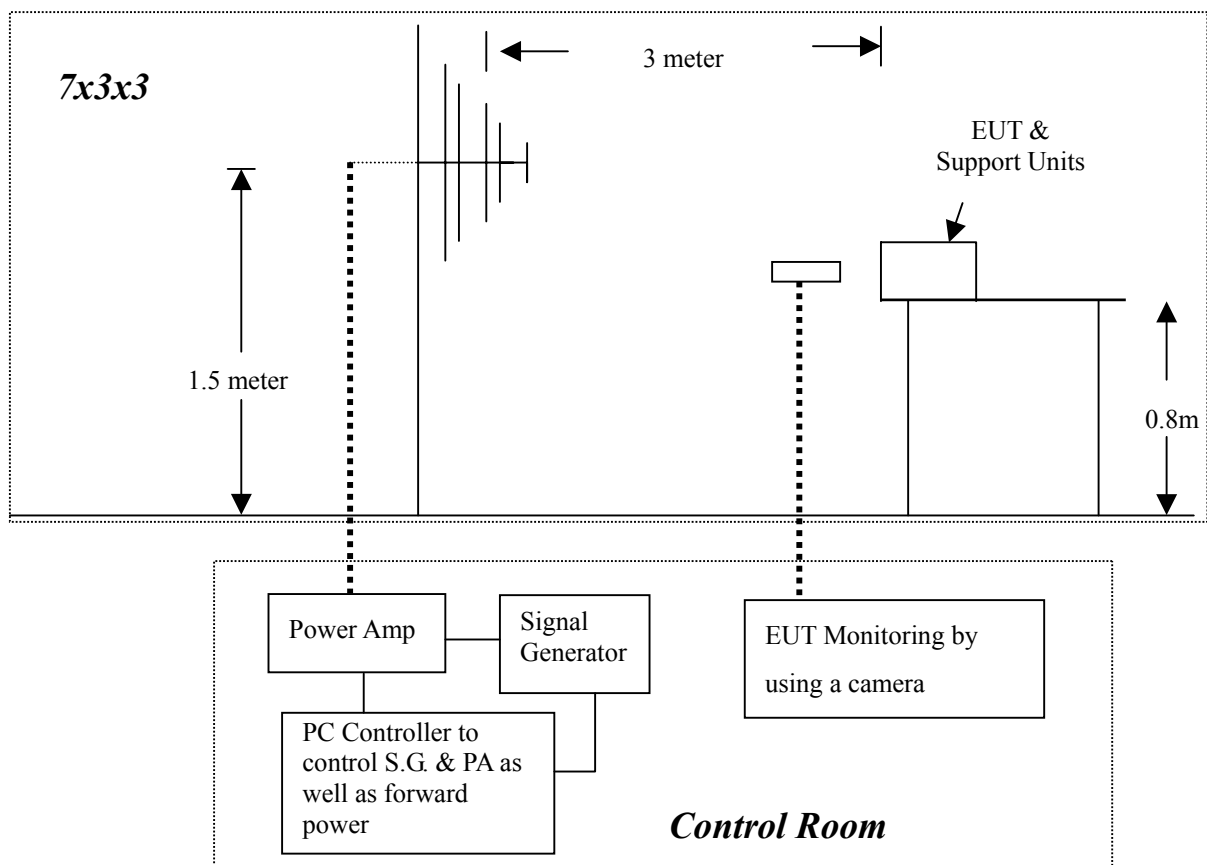 7x3x3
3 meter
EUT &
Support Units
1.5 meter
0.8m
Power Amp
Signal
Generator
EUT Monitoring by
using a camera
PC Controller to
control S.G. & PA as
well as forward
power
Control Room